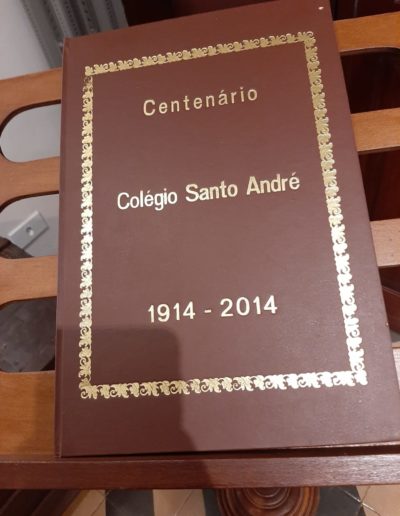 Centenário
Colégio Santo André
1914 - 2014